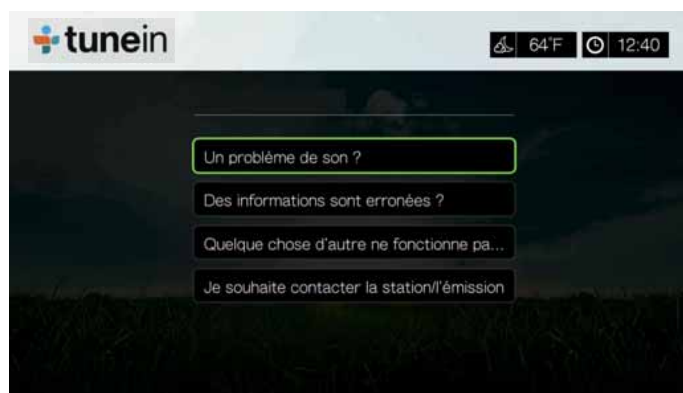 tunein
64°F
12:40
Un problème de son ?
Des informations sont erronées ?
Quelque chose d'autre ne fonctionne pa...
Je souhaite contacter la station/l'émission